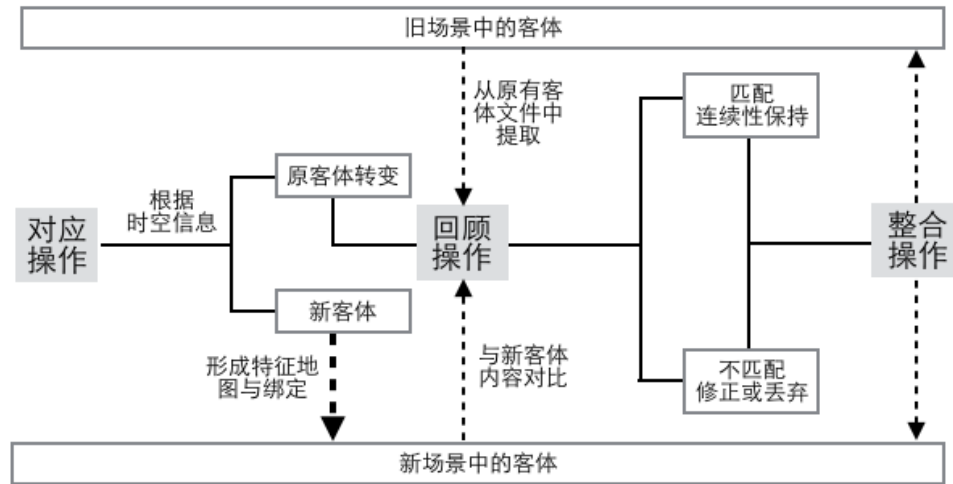 旧场景中的客体
从原有客
体文件中
提取
匹配
连续性保持
原客体转变
根据
时空信息
对应
操作
回顾
操作
整合
操作
新客体
形成特征地
图与绑定
与新客体
内容对比
不匹配
修正或丢弃
新场景中的客体